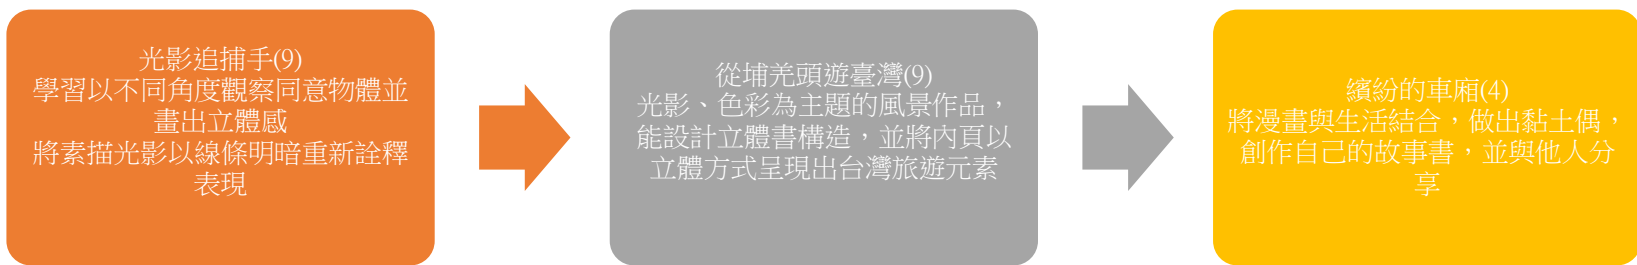 光影追捕手(9)
學習以不同角度觀察同意物體並
畫出立體感
將素描光影以線條明暗重新詮釋
表現
從埔羌頭遊臺灣(9)
光影、色彩為主題的風景作品，
能設計立體書構造，並將內頁以
立體方式呈現出台灣旅遊元素
繽紛的車廂(4)
將漫畫與生活結合，做出黏土偶，
創作自己的故事書，並與他人分
享